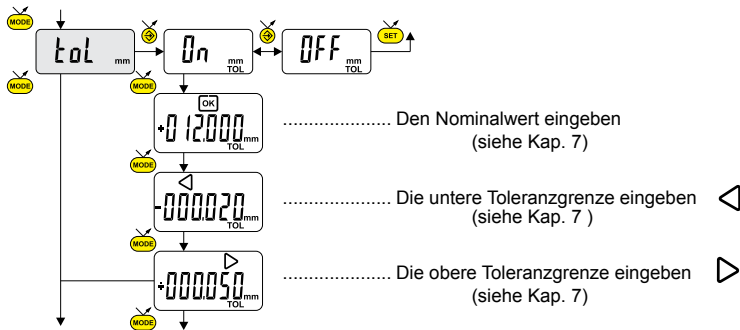 MODE
toL mm
On mm TOL
OFF mm TOL
SET
MODE
MODE
OK
+012.000 mm TOL
Den Nominalwert eingeben
(siehe Kap. 7)
MODE
-000.020 mm TOL
Die untere Toleranzgrenze eingeben
(siehe Kap. 7 )
MODE
+000.050 mm TOL
Die obere Toleranzgrenze eingeben
(siehe Kap. 7)
MODE